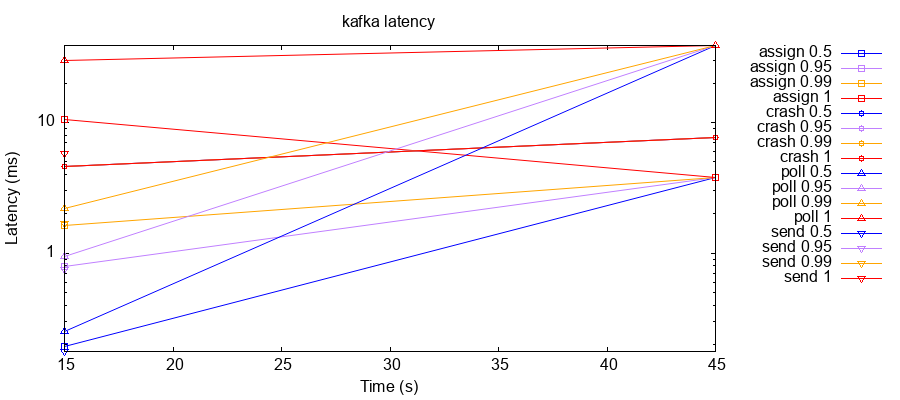 kafka latency
Latency (ms)
10
1
15 20 25 30 35 40 45
Time (s)
assign 0.5
assign 0.95
assign 0.99
assign 1
crash 0.5
crash 0.95
crash 0.99
crash 1
poll 0.5
poll 0.95
poll 0.99
poll 1
send 0.5
send 0.95
send 0.99
send 1